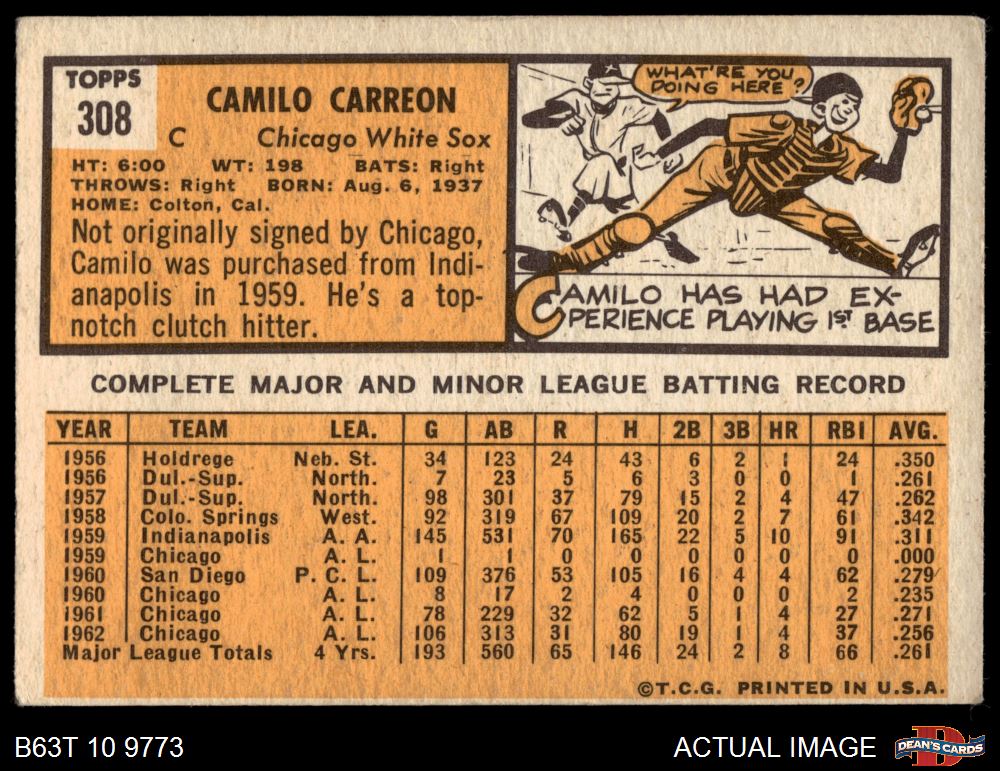 TOPPS
308
CAMILO CARREON
C Chicago White Sox
HT: 6:00 WT: 198 BATS: Right
THROWS: Right BORN: Aug. 6, 1937
HOME: Colton, Cal.
Not originally signed by Chicago,
Camilo was purchased from Indi-
anapolis in 1959. He's a top-
notch clutch hitter.
WHAT'RE YOU
DOING HERE?
CAMILO HAS HAD EX-
PERIENCE PLAYING 1ST BASE
COMPLETE MAJOR AND MINOR LEAGUE BATTING RECORD
YEAR TEAM LEA. G AB R H 2B 3B HR RBI AVG.
1956 Holdrege Neb. St. 34 123 24 43 6 2 1 24 .350
1956 Dul.-Sup. North. 7 23 5 6 3 0 0 1 .261
1957 Dul.-Sup. North. 98 301 37 79 15 2 4 47 .262
1958 Colo. Springs West. 92 319 67 109 20 2 7 61 .342
1959 Indianapolis A. A. 145 531 70 165 22 5 10 91 .311
1959 Chicago A. L. 1 1 0 0 0 0 0 0 .000
1960 San Diego P. C. L. 109 376 53 105 16 4 4 62 .279
1960 Chicago A. L. 8 17 2 4 0 0 0 2 .235
1961 Chicago A. L. 78 229 32 62 5 1 4 27 .271
1962 Chicago A. L. 106 313 31 80 19 1 4 37 .256
Major League Totals 4 Yrs. 193 560 65 146 24 2 8 66 .261
©T.C.G. PRINTED IN U.S.A.
B63T 10 9773
ACTUAL IMAGE
D
DEAN'S CARDS